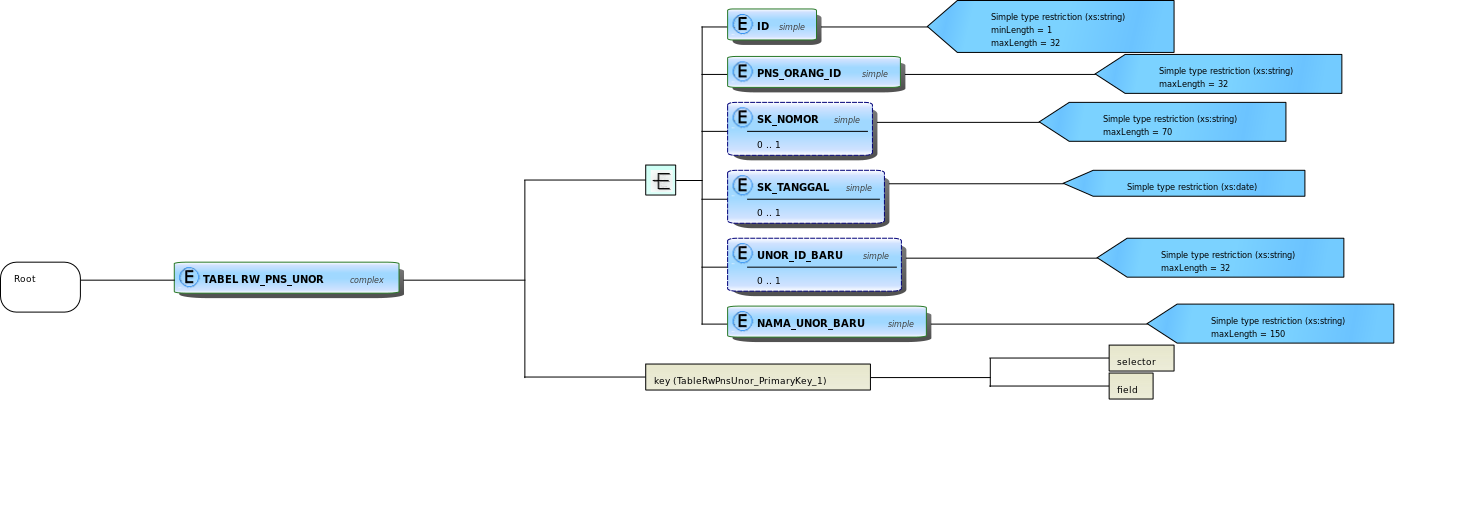 E ID simple
Simple type restriction (xs:string)
minLength = 1
maxLength = 32
E PNS_ORANG_ID simple
Simple type restriction (xs:string)
maxLength = 32
E SK_NOMOR simple
0 .. 1
Simple type restriction (xs:string)
maxLength = 70
E SK_TANGGAL simple
0 .. 1
Simple type restriction (xs:date)
Root
E TABEL RW_PNS_UNOR complex
E UNOR_ID_BARU simple
0 .. 1
Simple type restriction (xs:string)
maxLength = 32
E NAMA_UNOR_BARU simple
Simple type restriction (xs:string)
maxLength = 150
key (TableRwPnsUnor_PrimaryKey_1)
selector
field